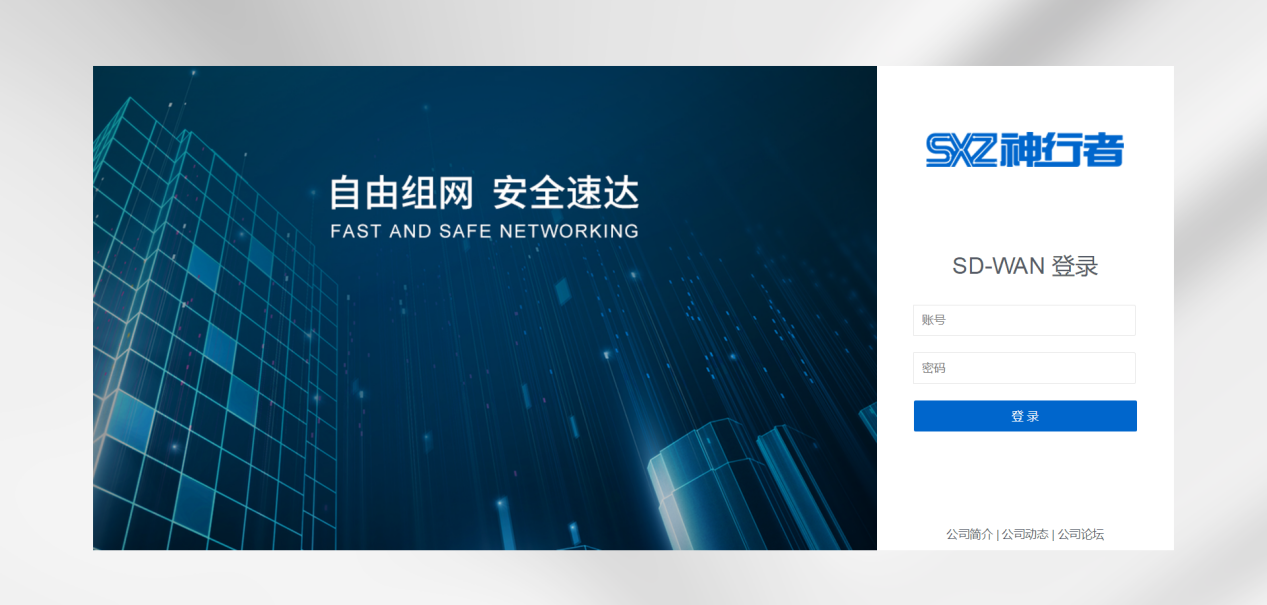 自由组网 安全速达
FAST AND SAFE NETWORKING
SXZ神行者
SD-WAN 登录
账号
密码
登 录
公司简介 | 公司动态 | 公司论坛